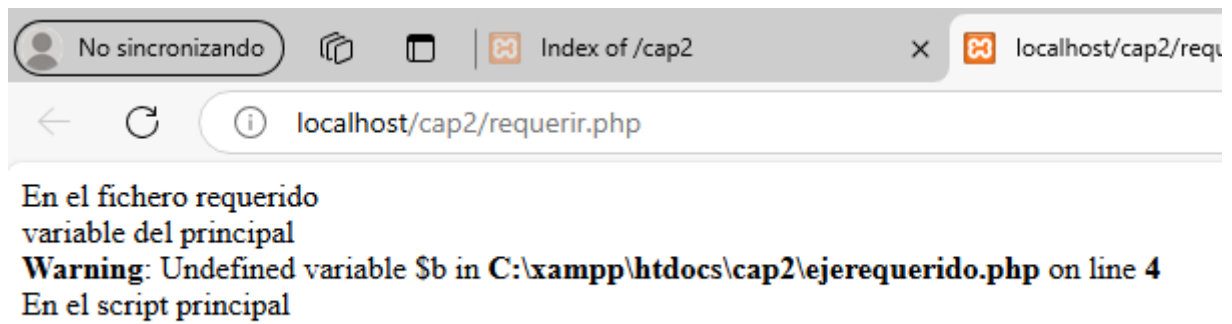 No sincronizando
Index of /cap2
localhost/cap2/requ
localhost/cap2/requerir.php
En el fichero requerido
variable del principal
Warning: Undefined variable $b in C:\xampp\htdocs\cap2\ejerequerido.php on line 4
En el script principal